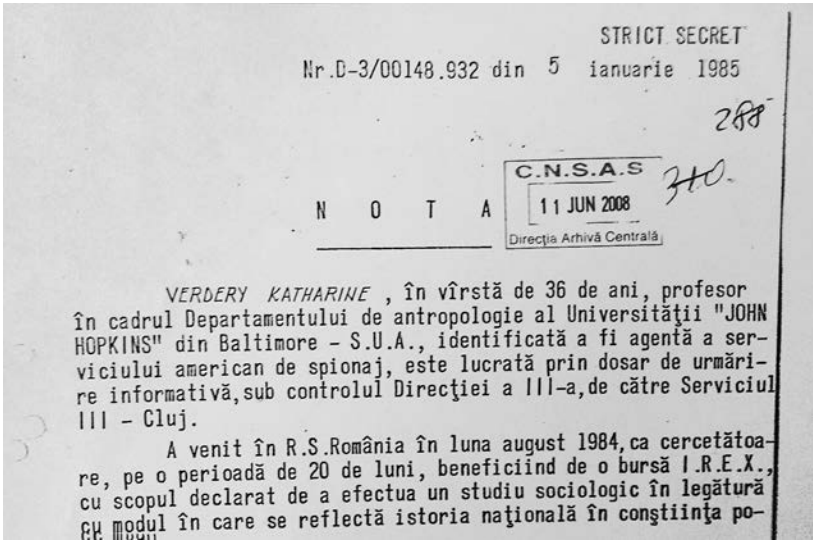 STRICT SECRET
Nr.D-3/00148.932 din 5 ianuarie 1985
288
310.
C.N.S.A.S
11 JUN 2008
Direcția Arhivă Centrală
N O T A
VERDERY KATHARINE , în vîrstă de 36 de ani, profesor
în cadrul Departamentului de antropologie al Universităţii "JOHN
HOPKINS" din Baltimore - S.U.A., identificată a fi agentă a ser-
viciului american de spionaj, este lucrată prin dosar de urmări-
re informativă,sub controlul Direcţiei a III-a,de către Serviciul
III - Cluj.
A venit în R.S.România în luna august 1984,ca cercetătoa-
re, pe o perioadă de 20 de luni, beneficiind de o bursă I.R.E.X.,
cu scopul declarat de a efectua un studiu sociologic în legătură
cu modul în care se reflectă istoria naţională în conştiinţa po-